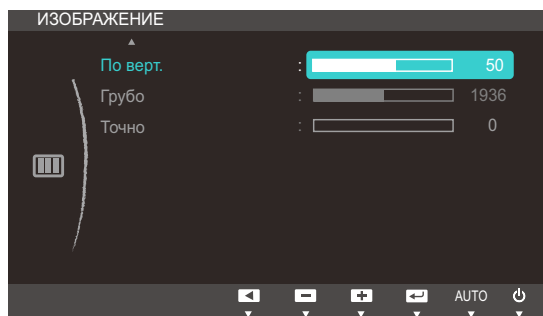 ИЗОБРАЖЕНИЕ
По верт. : 50
Грубо : 1936
Точно : 0
AUTO